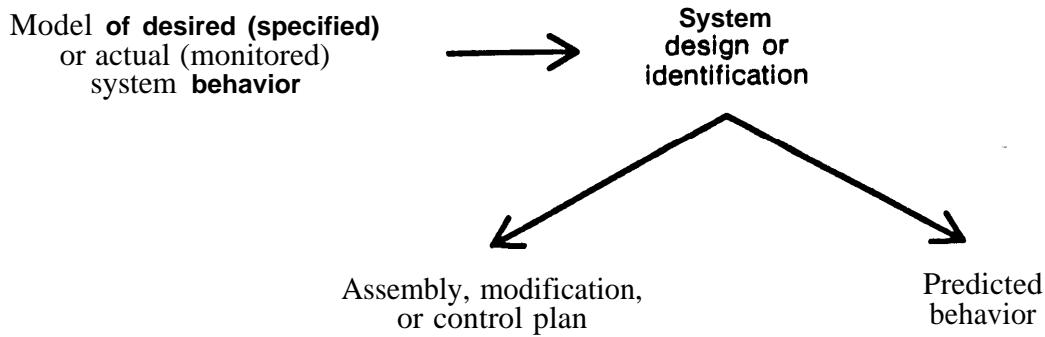 Model of desired (specified)
or actual (monitored)
system behavior
System
design or
identification
Assembly, modification,
or control plan
Predicted
behavior